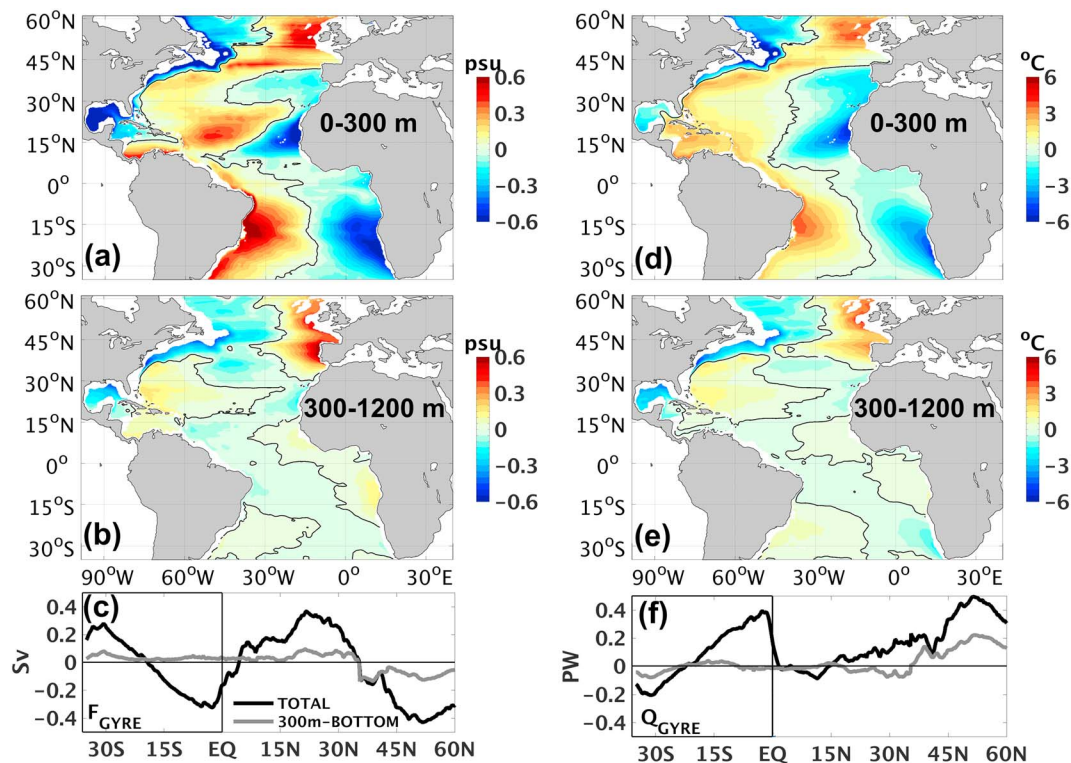 60°N
45°N
30°N
15°N
0°
15°S
30°S
(a)
0-300 m
psu
0.6
0.3
0
-0.3
-0.6
60°N
45°N
30°N
15°N
0°
15°S
30°S
(d)
0-300 m
°C
6
3
0
-3
-6
60°N
45°N
30°N
15°N
0°
15°S
30°S
(b)
300-1200 m
psu
0.6
0.3
0
-0.3
-0.6
90°W 60°W 30°W 0° 30°E
60°N
45°N
30°N
15°N
0°
15°S
30°S
(e)
300-1200 m
°C
6
3
0
-3
-6
90°W 60°W 30°W 0° 30°E
(c)
Sv
0.4
0.2
0
-0.2
-0.4
F GYRE
TOTAL
300m-BOTTOM
30S 15S EQ 15N 30N 45N 60N
(f)
PW
0.4
0.2
0
-0.2
-0.4
Q GYRE
30S 15S EQ 15N 30N 45N 60N